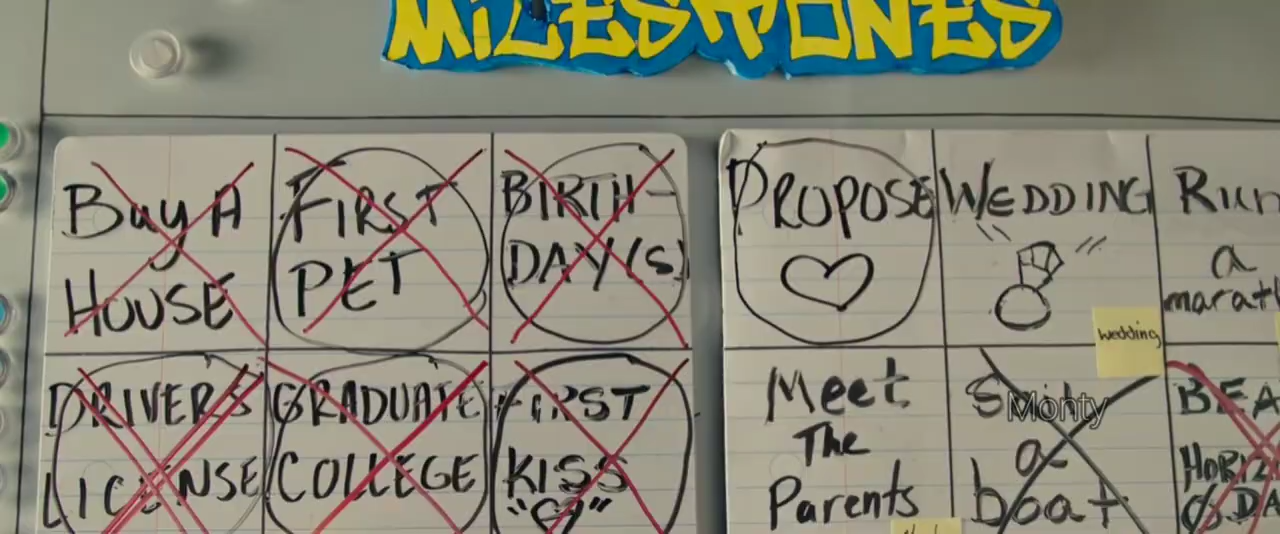 MILESTONES
BUY A
HOUSE
FIRST
PET
BIRTH-
DAY(S)
DRIVERS
LICENSE
GRADUATE
COLLEGE
FIRST
KISS
PROPOSE
WEDDING
wedding
Run
a
Meet
The
Parents
a
boat
Monty